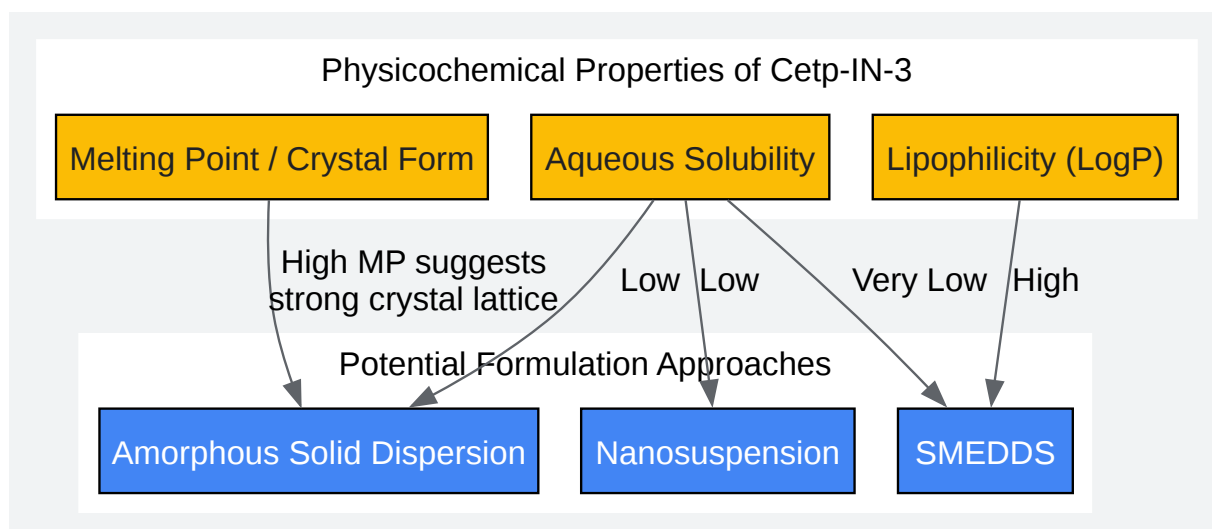 Physicochemical Properties of Cetp-IN-3
Melting Point / Crystal Form
Aqueous Solubility
Lipophilicity (LogP)
High MP suggests
strong crystal lattice
Low
Low
Very Low
High
Potential Formulation Approaches
Amorphous Solid Dispersion
Nanosuspension
SMEDDS